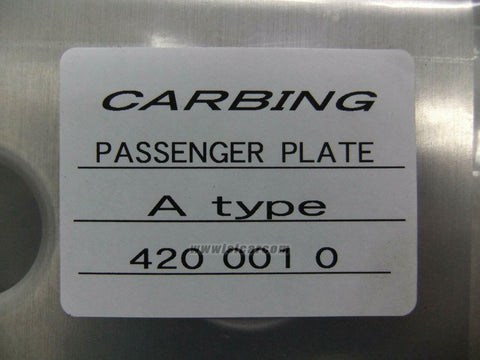 CARBING
PASSENGER PLATE
A type
420 001 0